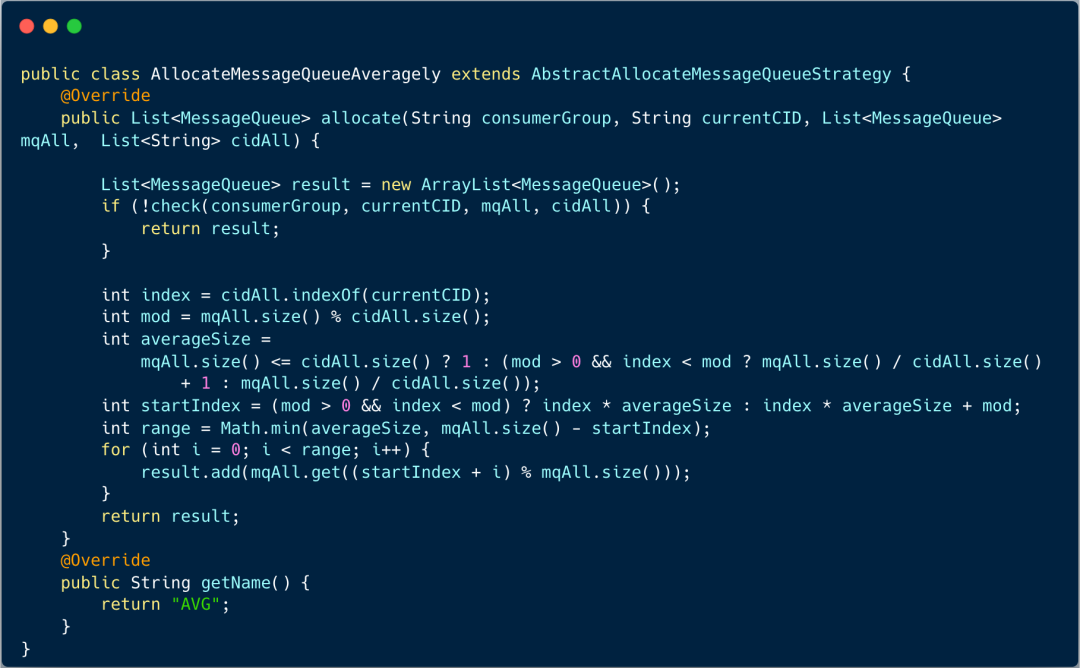 public class AllocateMessageQueueAveragely extends AbstractAllocateMessageQueueStrategy {
    @Override
    public List<MessageQueue> allocate(String consumerGroup, String currentCID, List<MessageQueue>
mqAll,  List<String> cidAll) {

        List<MessageQueue> result = new ArrayList<MessageQueue>();
        if (!check(consumerGroup, currentCID, mqAll, cidAll)) {
            return result;
        }

        int index = cidAll.indexOf(currentCID);
        int mod = mqAll.size() % cidAll.size();
        int averageSize =
            mqAll.size() <= cidAll.size() ? 1 : (mod > 0 && index < mod ? mqAll.size() / cidAll.size()
                + 1 : mqAll.size() / cidAll.size());
        int startIndex = (mod > 0 && index < mod) ? index * averageSize : index * averageSize + mod;
        int range = Math.min(averageSize, mqAll.size() - startIndex);
        for (int i = 0; i < range; i++) {
            result.add(mqAll.get((startIndex + i) % mqAll.size()));
        }
        return result;
    }
    @Override
    public String getName() {
        return "AVG";
    }
}